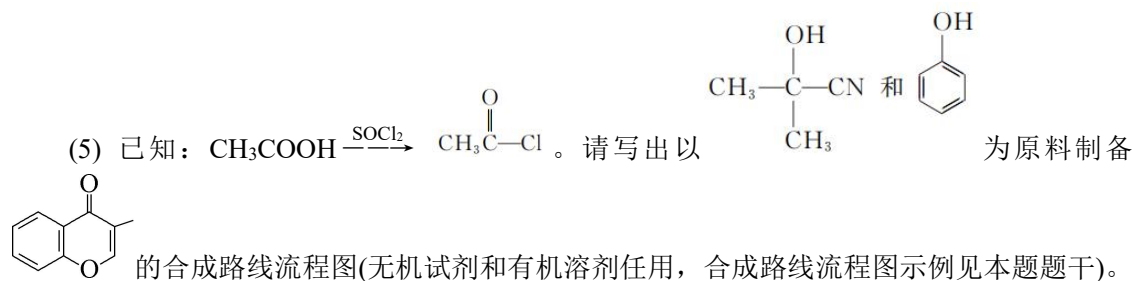 OH
OH
CH₃—C—CN 和
CH₃
(5) 已知：CH₃COOH SOCl₂ CH₃C—Cl 。请写出以 为原料制备
O
O
O
的合成路线流程图(无机试剂和有机溶剂任用，合成路线流程图示例见本题题干)。